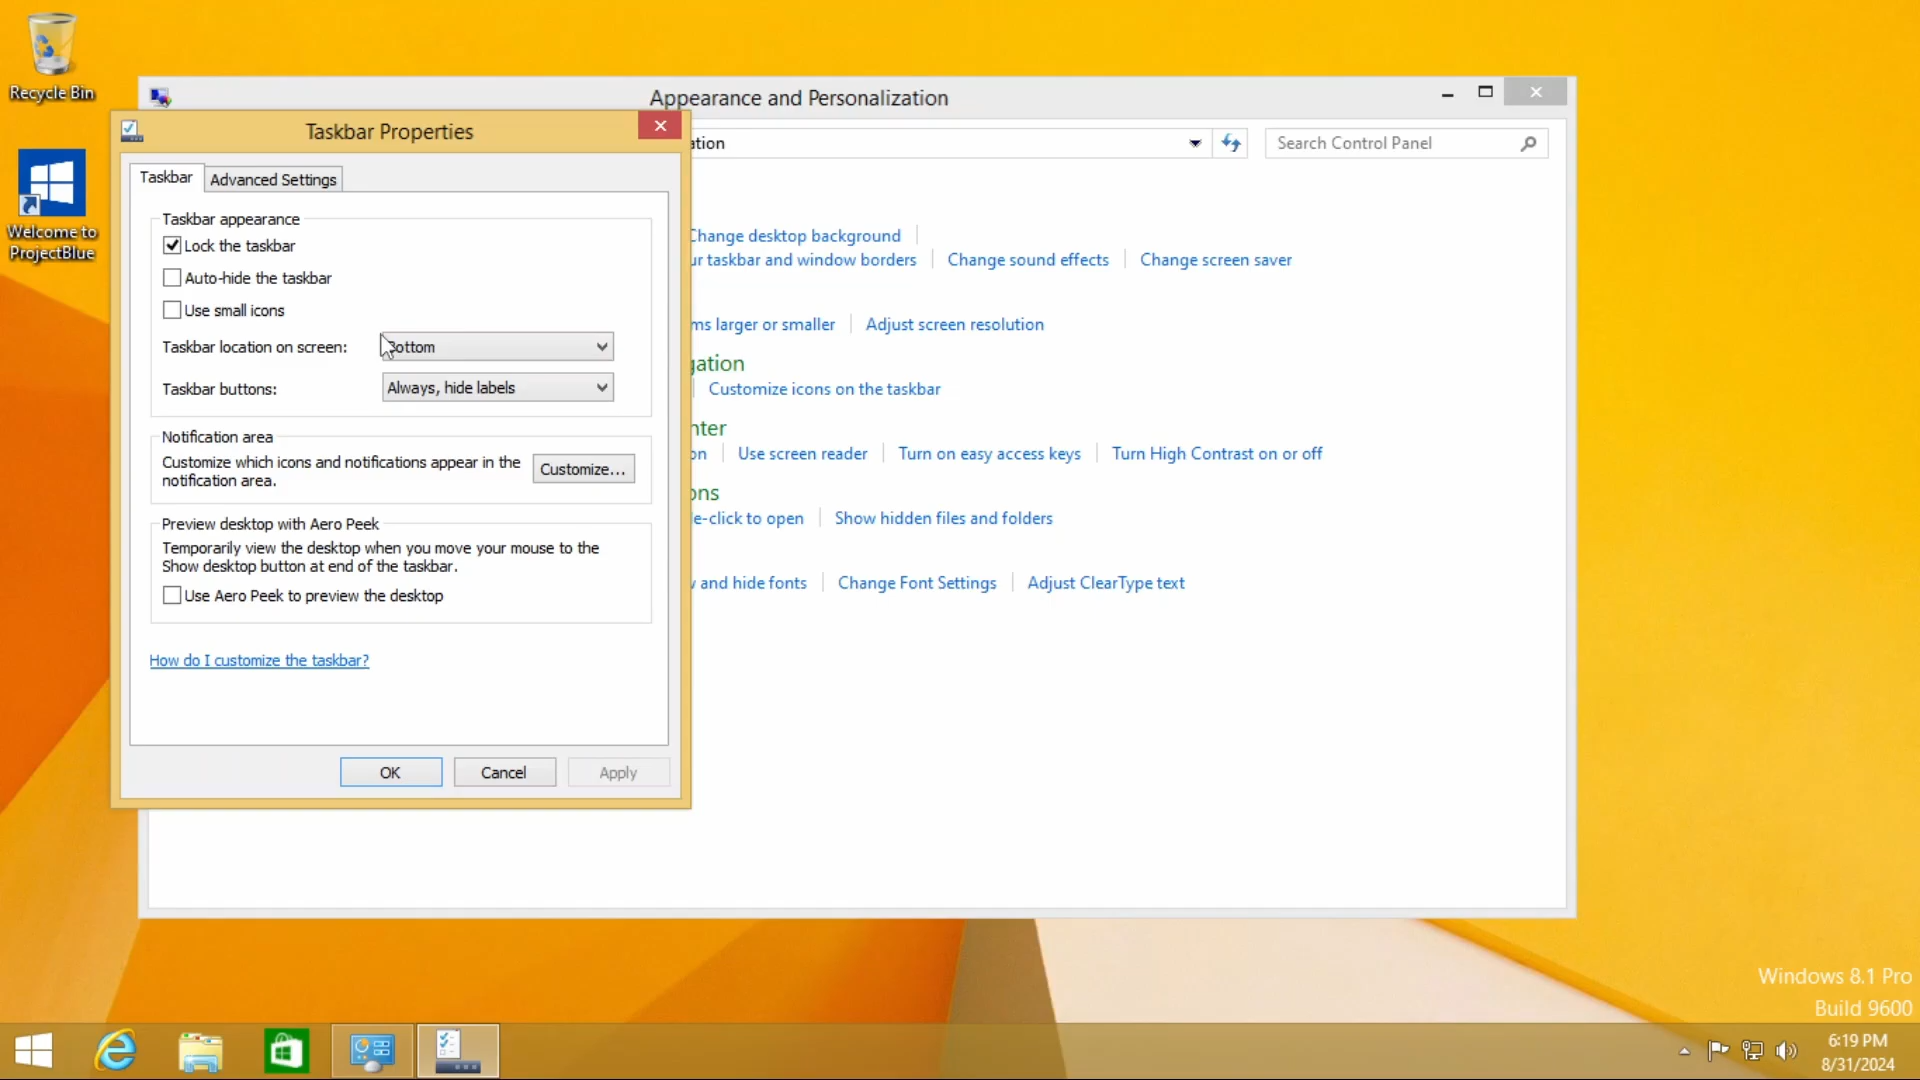 Recycle Bin
Welcome to
ProjectBlue
Appearance and Personalization
ation
Search Control Panel
Taskbar Properties
Taskbar
Advanced Settings
Taskbar appearance
Lock the taskbar
Auto-hide the taskbar
Use small icons
Taskbar location on screen:
Bottom
Taskbar buttons:
Always, hide labels
Notification area
Customize which icons and notifications appear in the
notification area.
Customize...
Preview desktop with Aero Peek
Temporarily view the desktop when you move your mouse to the
Show desktop button at end of the taskbar.
Use Aero Peek to preview the desktop
How do I customize the taskbar?
OK
Cancel
Apply
Change desktop background
ur taskbar and window borders
Change sound effects
Change screen saver
ms larger or smaller
Adjust screen resolution
gation
Customize icons on the taskbar
nter
on
Use screen reader
Turn on easy access keys
Turn High Contrast on or off
ons
e-click to open
Show hidden files and folders
w and hide fonts
Change Font Settings
Adjust ClearType text
Windows 8.1 Pro
Build 9600
6:19 PM
8/31/2024